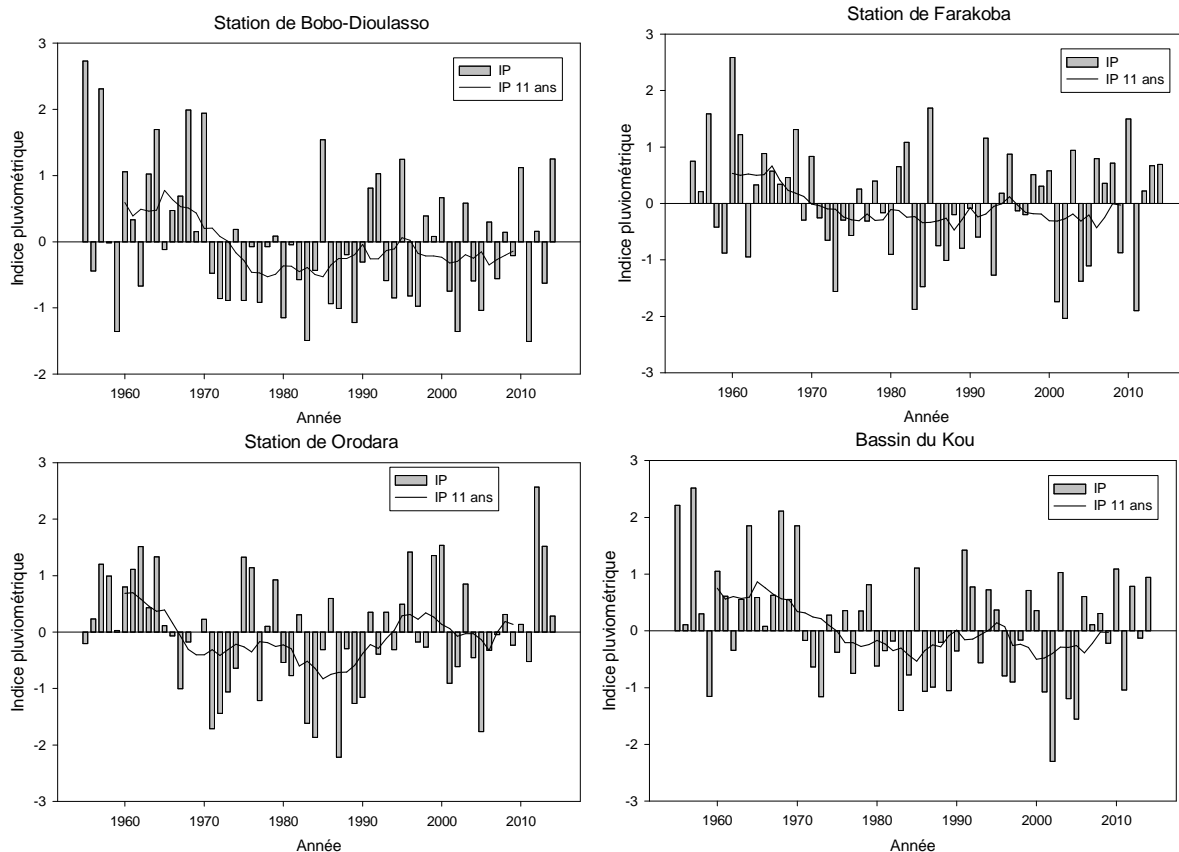 Station de Bobo-Dioulasso
Indice pluviométrique
3
2
1
0
-1
-2
IP
IP 11 ans
1960 1970 1980 1990 2000 2010
Année
Station de Farakoba
Indice pluviométrique
3
2
1
0
-1
-2
-3
IP
IP 11 ans
1960 1970 1980 1990 2000 2010
Année
Station de Orodara
Indice pluviométrique
3
2
1
0
-1
-2
-3
IP
IP 11 ans
1960 1970 1980 1990 2000 2010
Année
Bassin du Kou
Indice pluviométrique
3
2
1
0
-1
-2
-3
IP
IP 11 ans
1960 1970 1980 1990 2000 2010
Année